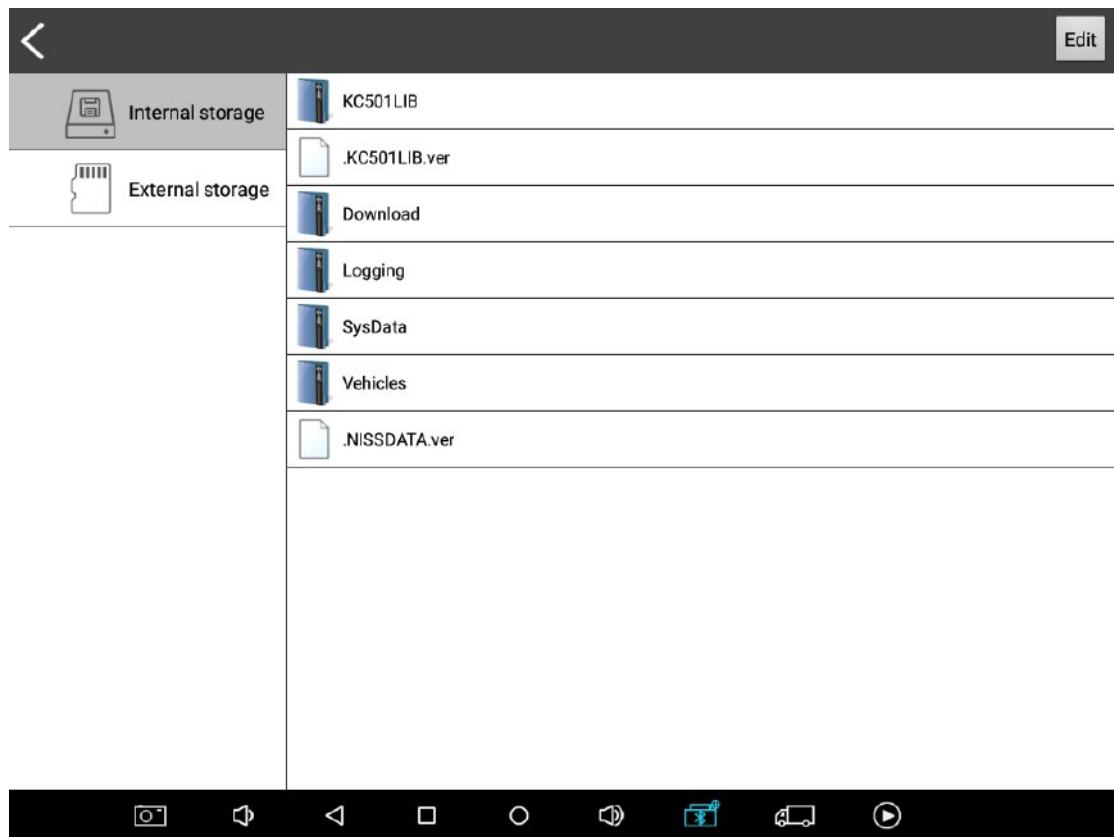 Edit
Internal storage
External storage
KC501LIB
.KC501LIB.ver
Download
Logging
SysData
Vehicles
.NISSDATA.ver